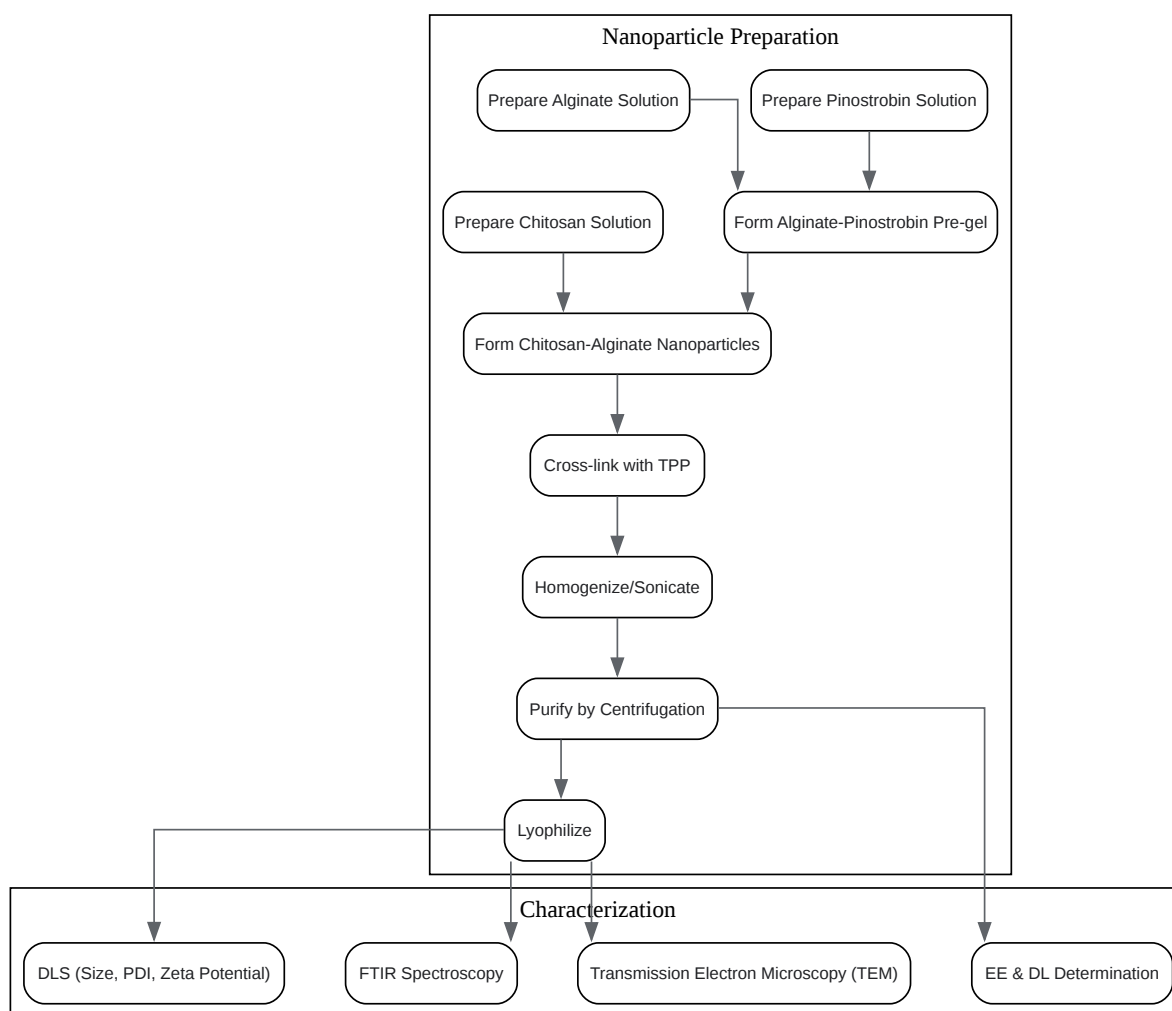 Nanoparticle Preparation
Prepare Alginate Solution
Prepare Pinostrobin Solution
Prepare Chitosan Solution
Form Alginate-Pinostrobin Pre-gel
Form Chitosan-Alginate Nanoparticles
Cross-link with TPP
Homogenize/Sonicate
Purify by Centrifugation
Lyophilize
Characterization
DLS (Size, PDI, Zeta Potential)
FTIR Spectroscopy
Transmission Electron Microscopy (TEM)
EE & DL Determination